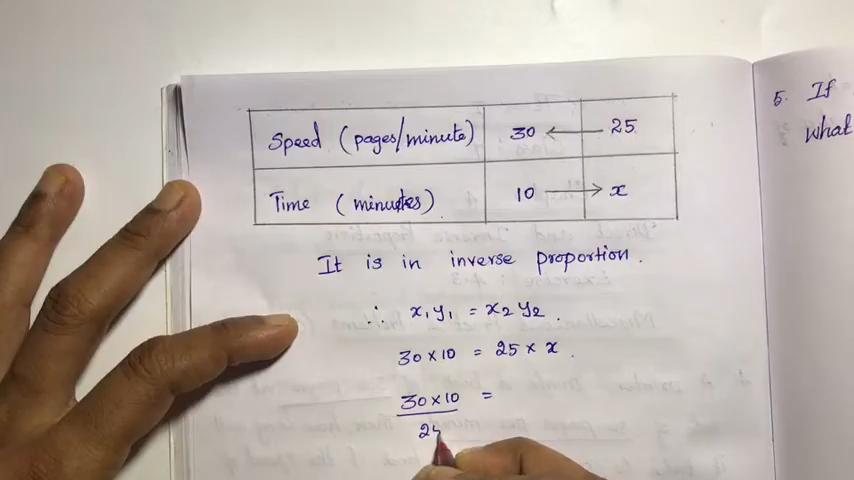 Speed (pages/minute) 30 ← 25
Time (minutes) 10 → x
It is in inverse proportion.
∴ x₁y₁ = x₂y₂.
30 × 10 = 25 × x.
30 × 10 =
2
5. If
what